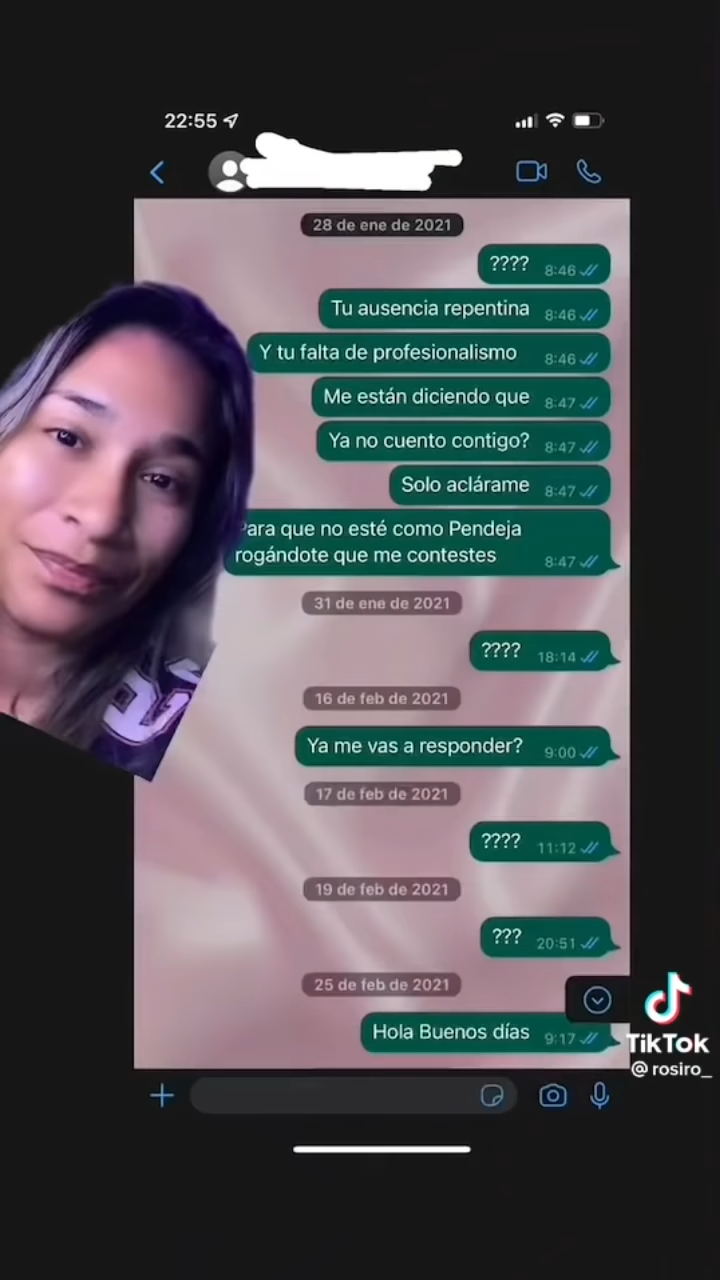 22:55
28 de ene de 2021
????
8:46
Tu ausencia repentina
8:46
Y tu falta de profesionalismo
8:46
Me están diciendo que
8:47
Ya no cuento contigo?
8:47
Solo aclárame
8:47
Para que no esté como Pendeja
rogándote que me contestes
8:47
31 de ene de 2021
????
18:14
16 de feb de 2021
Ya me vas a responder?
9:00
17 de feb de 2021
????
11:12
19 de feb de 2021
???
20:51
25 de feb de 2021
Hola Buenos días
9:17
TikTok
@rosiro_